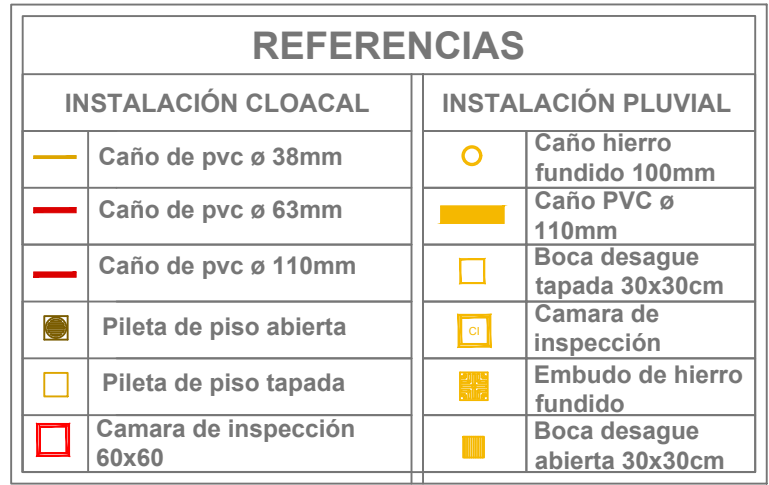 REFERENCIAS
INSTALACIÓN CLOACAL
Caño de pvc ø 38mm
Caño de pvc ø 63mm
Caño de pvc ø 110mm
Pileta de piso abierta
Pileta de piso tapada
Camara de inspección
60x60
INSTALACIÓN PLUVIAL
Caño hierro
fundido 100mm
Caño PVC ø
110mm
Boca desague
tapada 30x30cm
CI
Camara de
inspección
Embudo de hierro
fundido
Boca desague
abierta 30x30cm